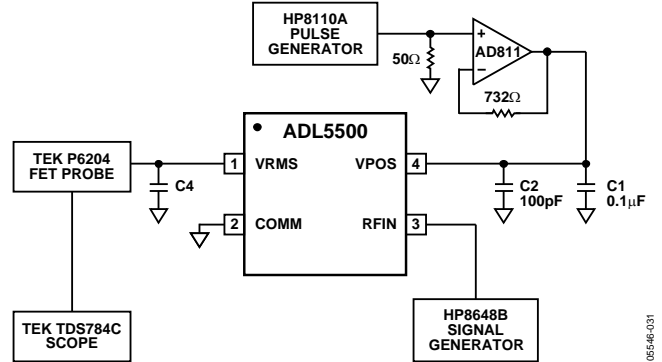 HP8110A
PULSE
GENERATOR
+
AD811
−
50Ω
732Ω
ADL5500
TEK P6204
FET PROBE
C4
1
VRMS
VPOS
4
C2
100pF
C1
0.1μF
2
COMM
RFIN
3
TEK TDS784C
SCOPE
HP8648B
SIGNAL
GENERATOR
05546-031